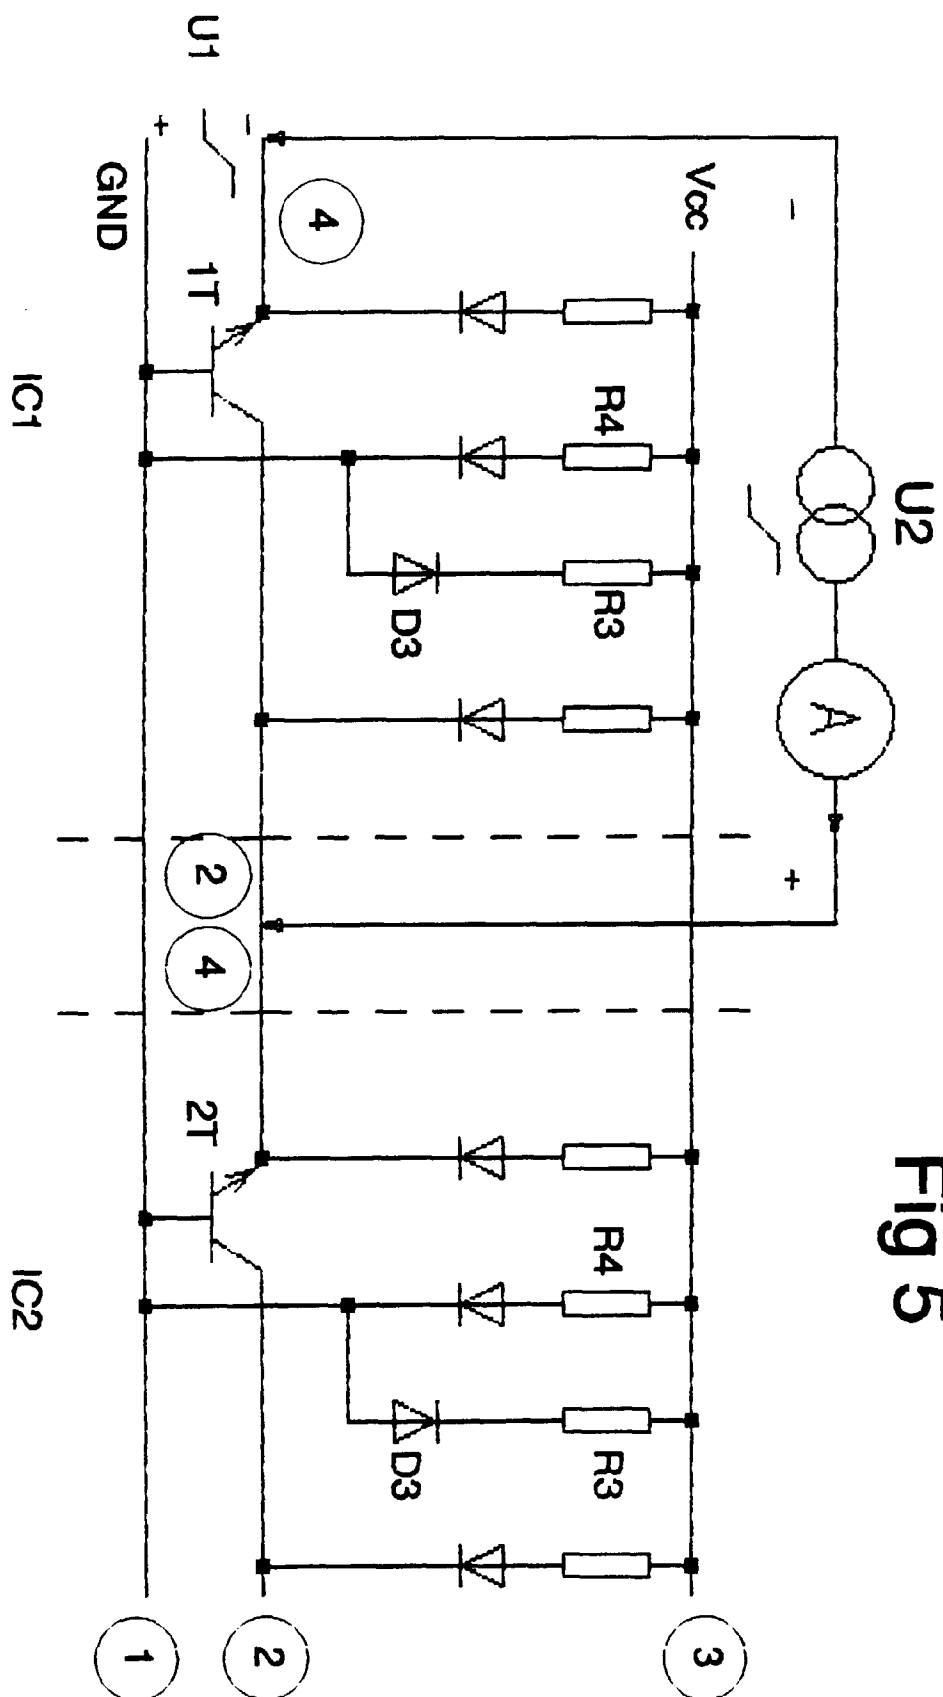 Fig 5
U2
A
-
+
Vcc
R4
R3
R4
R3
D3
D3
4
2
4
U1
-
+
1T
2T
GND
IC1
IC2
3
2
1